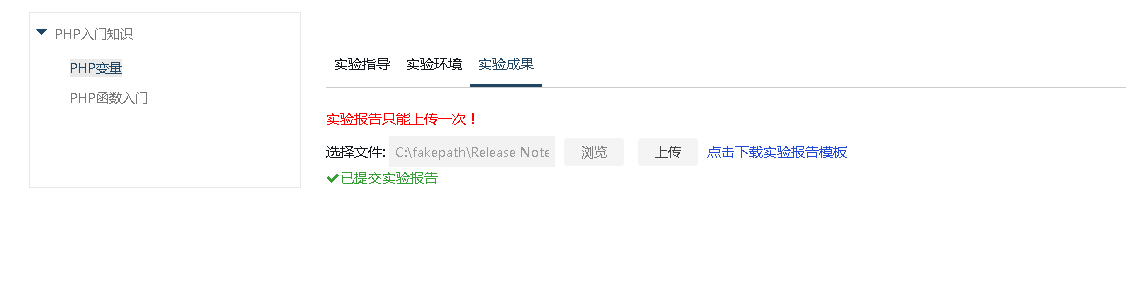 PHP入门知识
PHP变量
PHP函数入门
实验指导 实验环境 实验成果
实验报告只能上传一次！
选择文件: C:\fakepath\Release Note 浏览 上传 点击下载实验报告模板
已提交实验报告